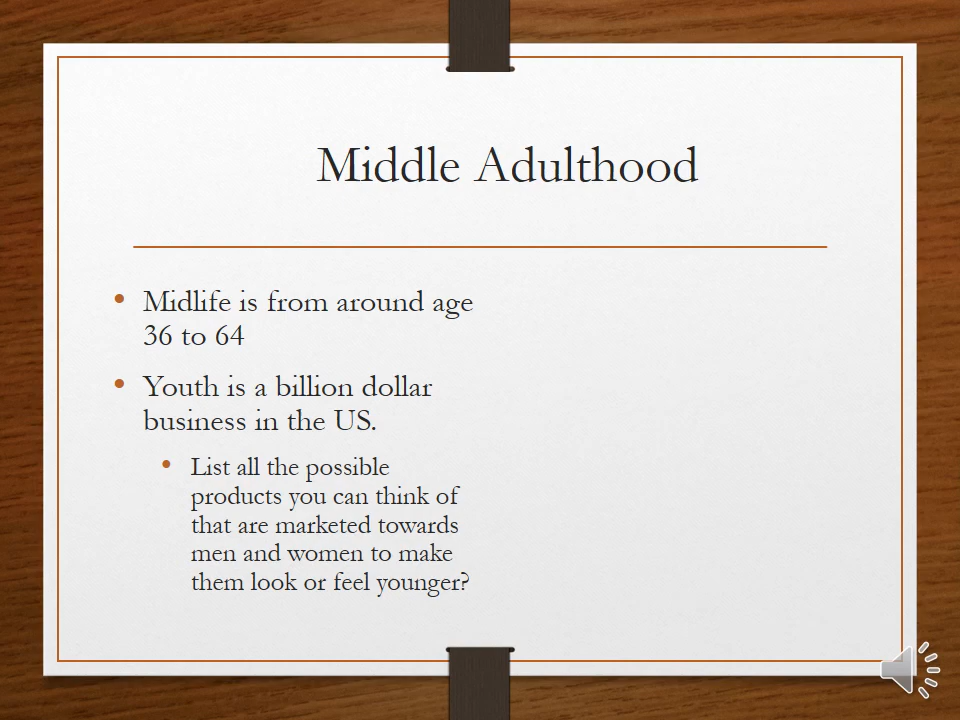 Middle Adulthood
• Midlife is from around age
36 to 64
• Youth is a billion dollar
business in the US.
• List all the possible
products you can think of
that are marketed towards
men and women to make
them look or feel younger?